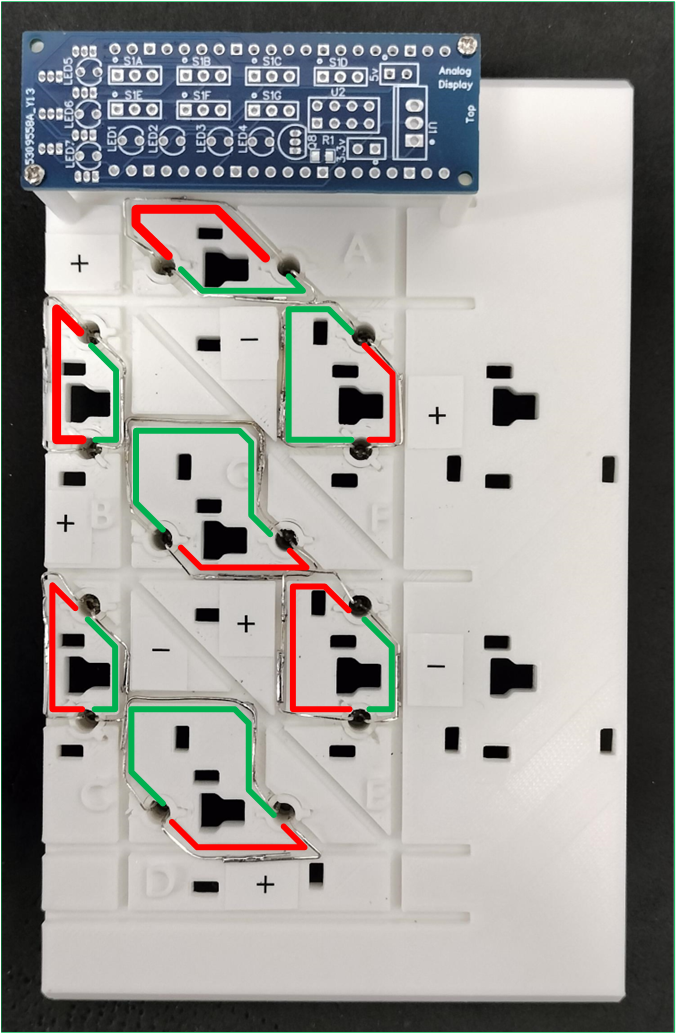 S1A S1B S1C S1D
5v
Analog
Display
LED5
S1E S1F S1G
U2
LED6
Top
U1
5309558A_Y13
LED1 LED2 LED3 LED4
Q8 R1
3.3v
LED7
A
+
−
+
G
B
F
+
+
−
−
C
E
D
+